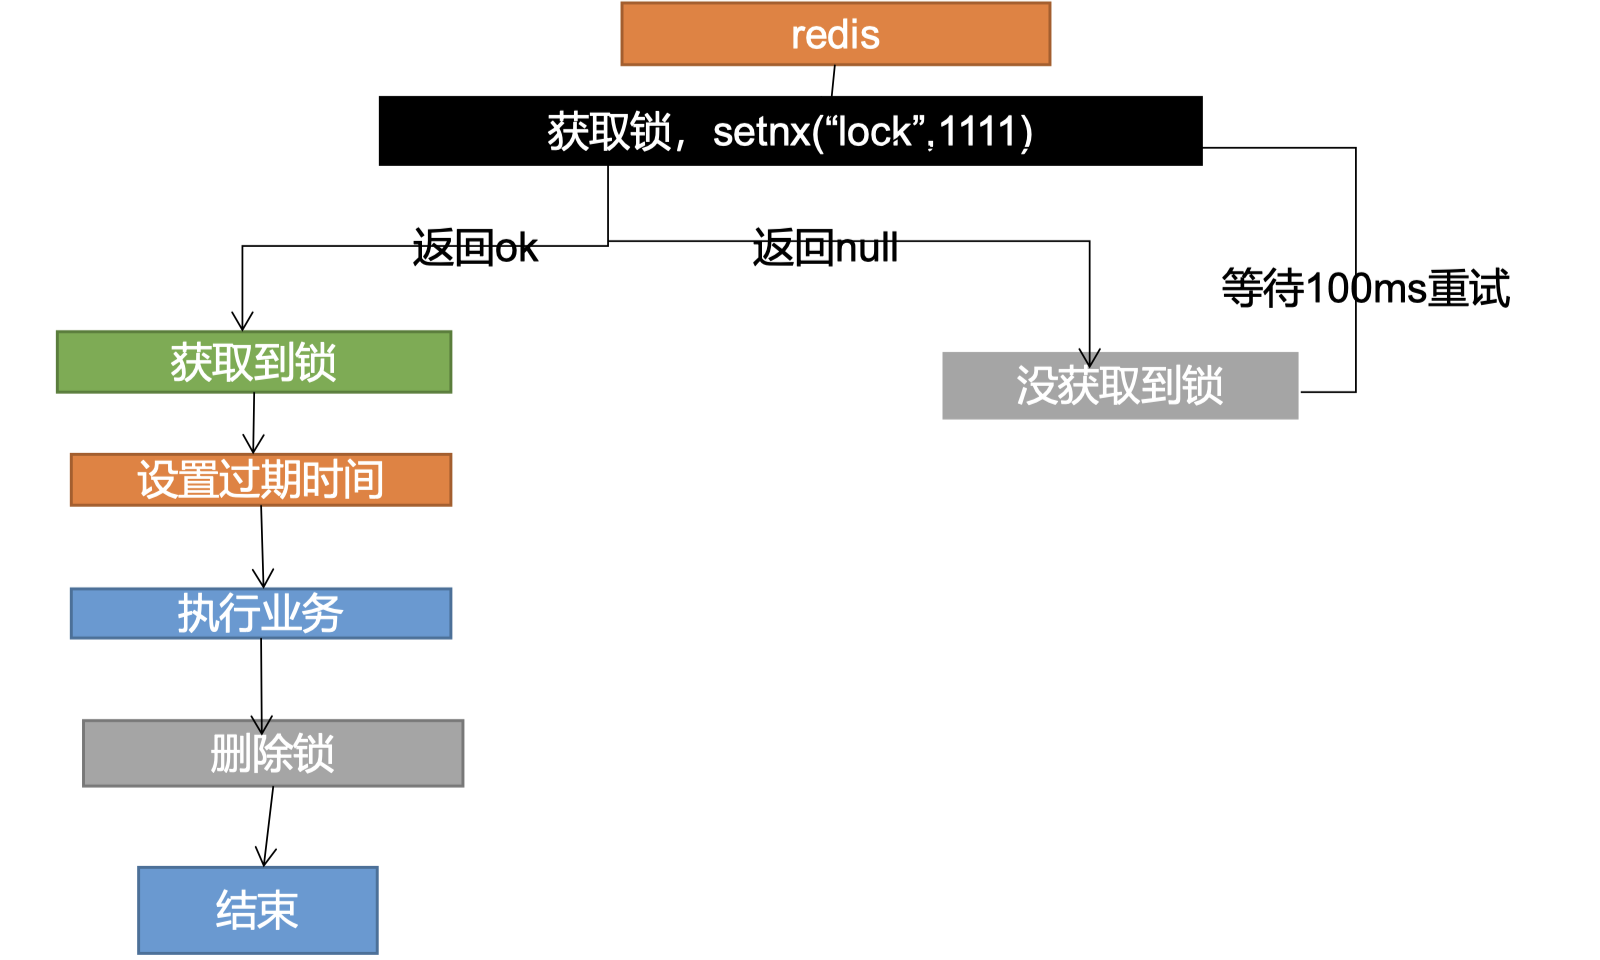 redis
获取锁，setnx(“lock”,1111)
返回ok
返回null
等待100ms重试
获取到锁
没获取到锁
设置过期时间
执行业务
删除锁
结束